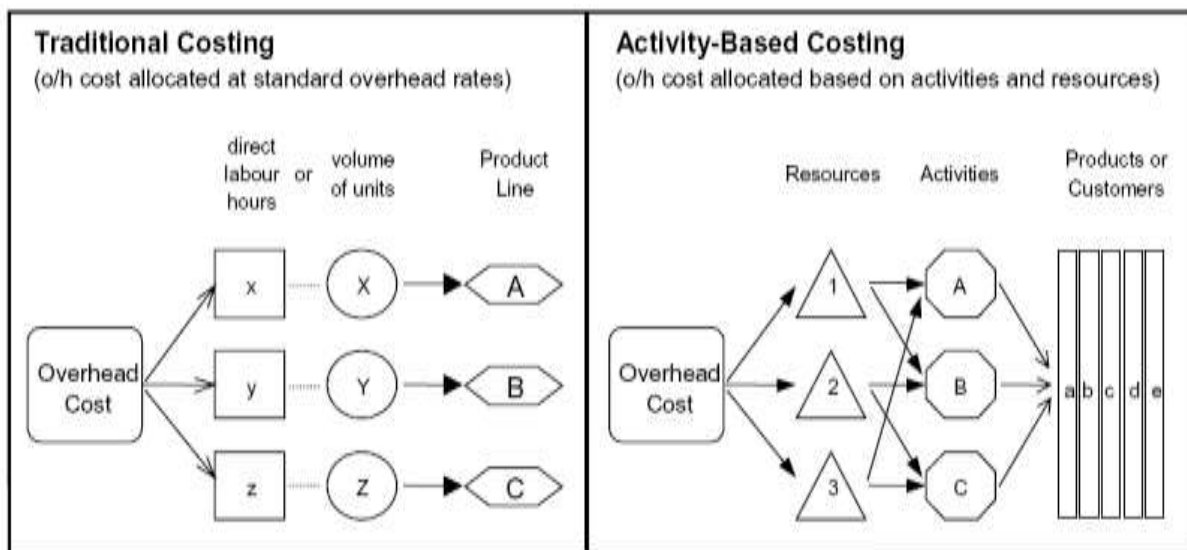 Traditional Costing
(o/h cost allocated at standard overhead rates)
direct
labour
hours
or
volume
of units
Product
Line
Overhead
Cost
x
X
A
y
Y
B
z
Z
C
Activity-Based Costing
(o/h cost allocated based on activities and resources)
Resources
Activities
Products or
Customers
Overhead
Cost
1
A
2
B
3
C
a b c d e